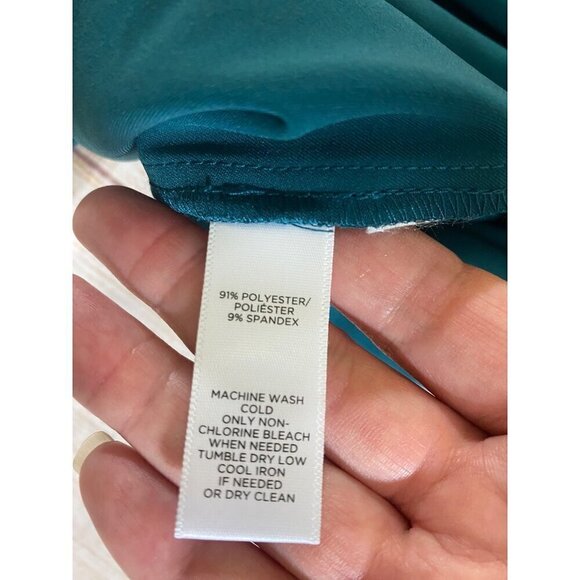 91% POLYESTER/
POLIÉSTER
9% SPANDEX
MACHINE WASH
COLD
ONLY NON-
CHLORINE BLEACH
WHEN NEEDED
TUMBLE DRY LOW
COOL IRON
IF NEEDED
OR DRY CLEAN